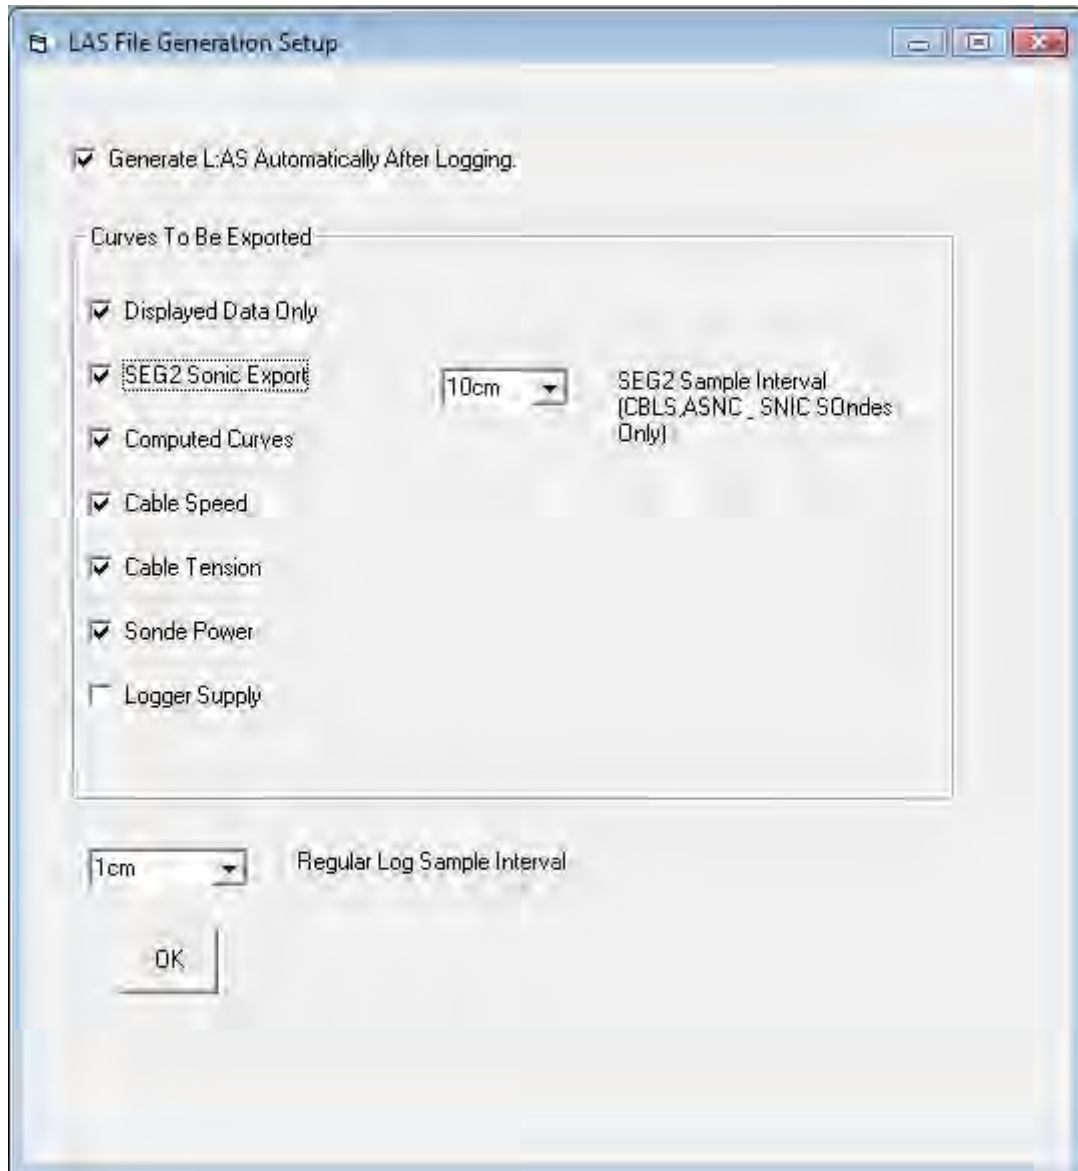 LAS File Generation Setup
Generate L:AS Automatically After Logging.
Curves To Be Exported
Displayed Data Only
SEG2 Sonic Export
10cm
SEG2 Sample Interval
(CBLS,ASNC_ SNIC SOndes
Only)
Computed Curves
Cable Speed
Cable Tension
Sonde Power
Logger Supply
1cm
Regular Log Sample Interval
OK